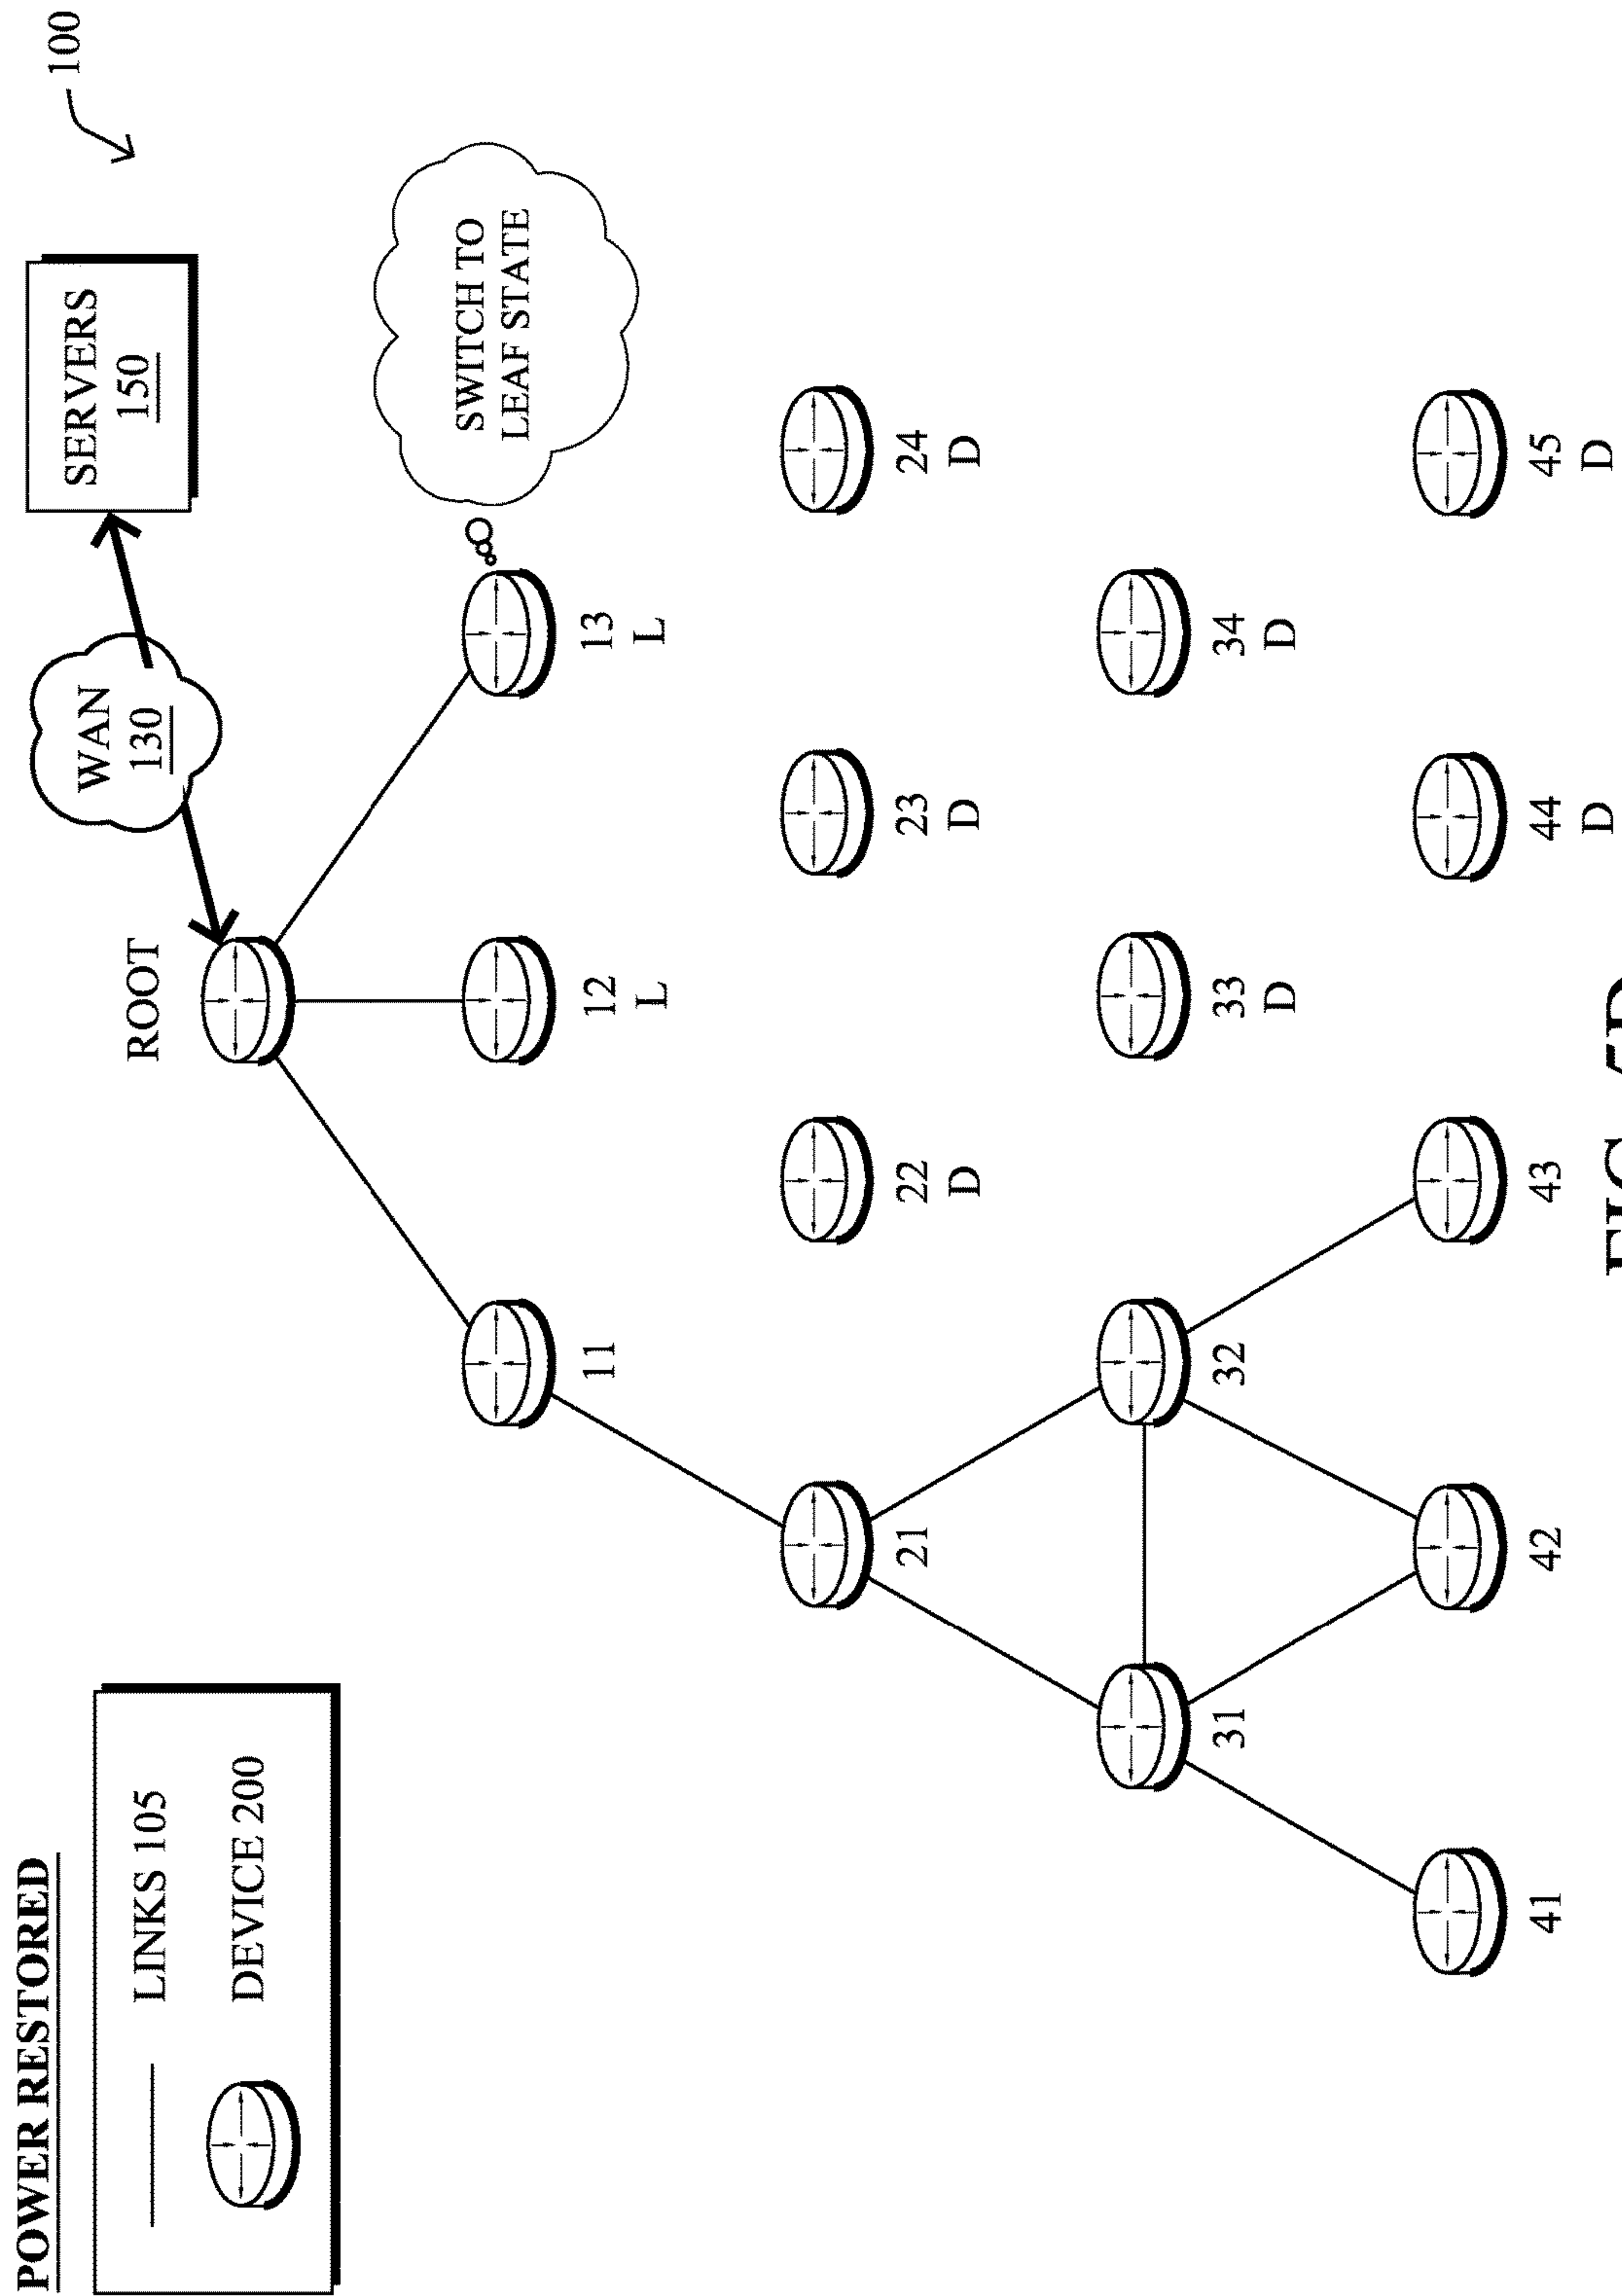 POWER RESTORED
LINKS 105
DEVICE 200
WAN
130
SERVERS
150
100
ROOT
SWITCH TO
LEAF STATE
11
12
L
13
L
21
22
D
23
D
24
D
31
32
33
D
34
D
41
42
43
44
D
45
D
FIG.